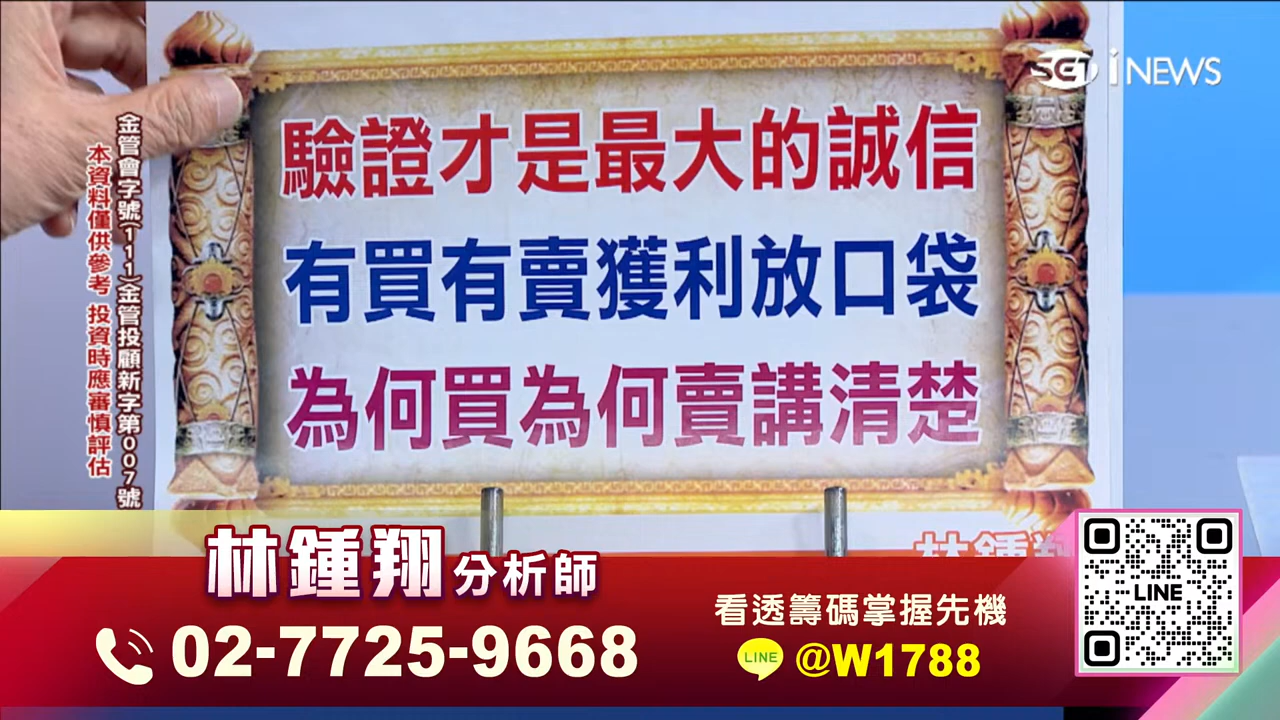 SET iNEWS
驗證才是最大的誠信
有買有賣獲利放口袋
為何買為何賣講清楚
金管會字號(111)金管投顧新字第007號
本資料僅供參考 投資時應審慎評估
林鍾翔
林鍾翔 分析師
02-7725-9668
看透籌碼掌握先機
LINE @W1788
LINE